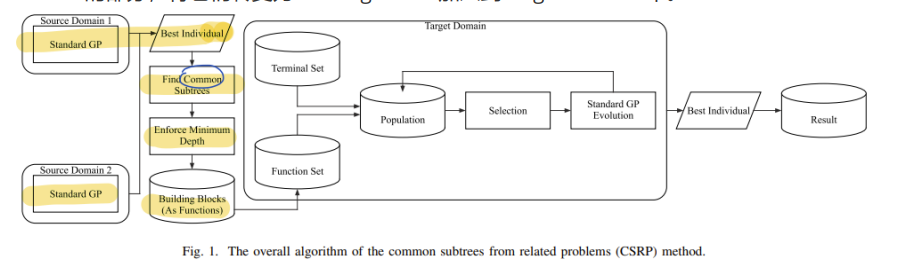 Source Domain 1
Standard GP
Best Individual
Find Common
Subtrees
Enforce Minimum
Depth
Source Domain 2
Standard GP
Building Blocks
(As Functions)
Target Domain
Terminal Set
Function Set
Population
Selection
Standard GP
Evolution
Best Individual
Result
Fig. 1. The overall algorithm of the common subtrees from related problems (CSRP) method.